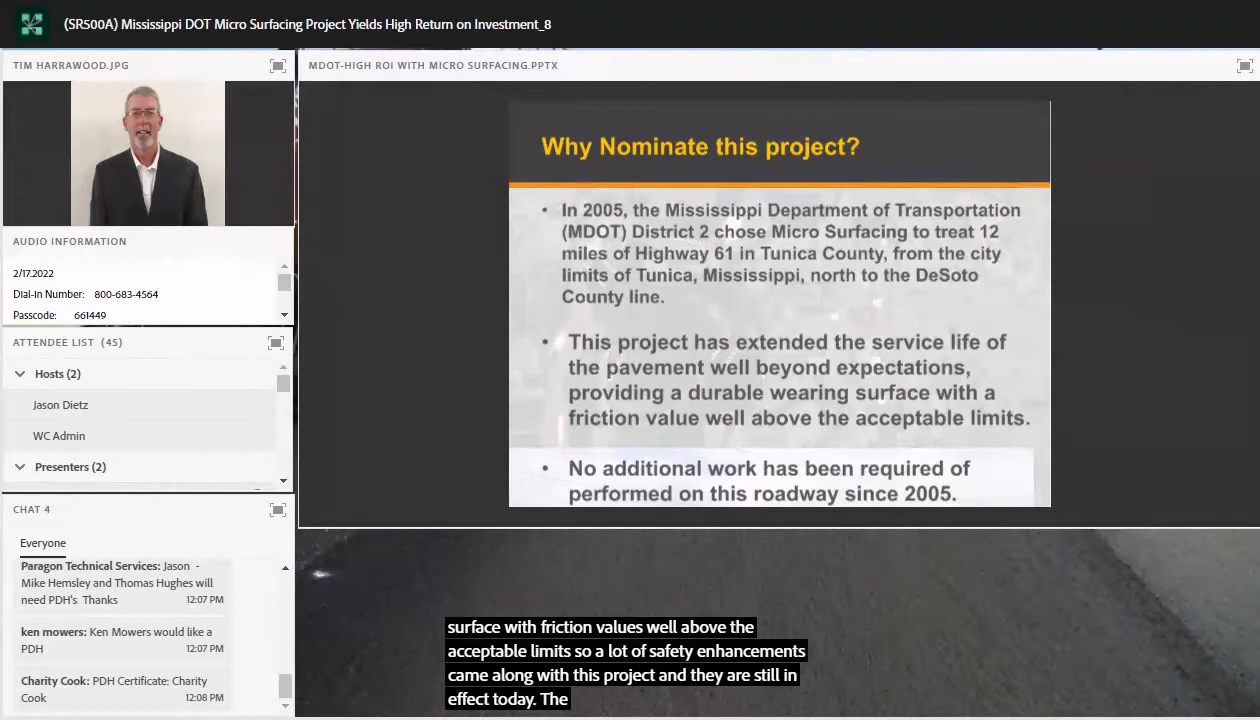 (SR500A) Mississippi DOT Micro Surfacing Project Yields High Return on Investment_8
TIM HARRAWOOD.JPG
AUDIO INFORMATION
2/17.2022
Dial-In Number: 800-683-4564
Passcode: 661449
ATTENDEE LIST (45)
Hosts (2)
Jason Dietz
WC Admin
Presenters (2)
CHAT 4
Everyone
Paragon Technical Services: Jason -
Mike Hemsley and Thomas Hughes will
need PDH's Thanks
12:07 PM
ken mowers: Ken Mowers would like a
PDH
12:07 PM
Charity Cook: PDH Certificate: Charity
Cook
12:08 PM
MDOT-HIGH ROI WITH MICRO SURFACING.PPTX
Why Nominate this project?
• In 2005, the Mississippi Department of Transportation
(MDOT) District 2 chose Micro Surfacing to treat 12
miles of Highway 61 in Tunica County, from the city
limits of Tunica, Mississippi, north to the DeSoto
County line.
• This project has extended the service life of
the pavement well beyond expectations,
providing a durable wearing surface with a
friction value well above the acceptable limits.
• No additional work has been required of
performed on this roadway since 2005.
surface with friction values well above the
acceptable limits so a lot of safety enhancements
came along with this project and they are still in
effect today. The